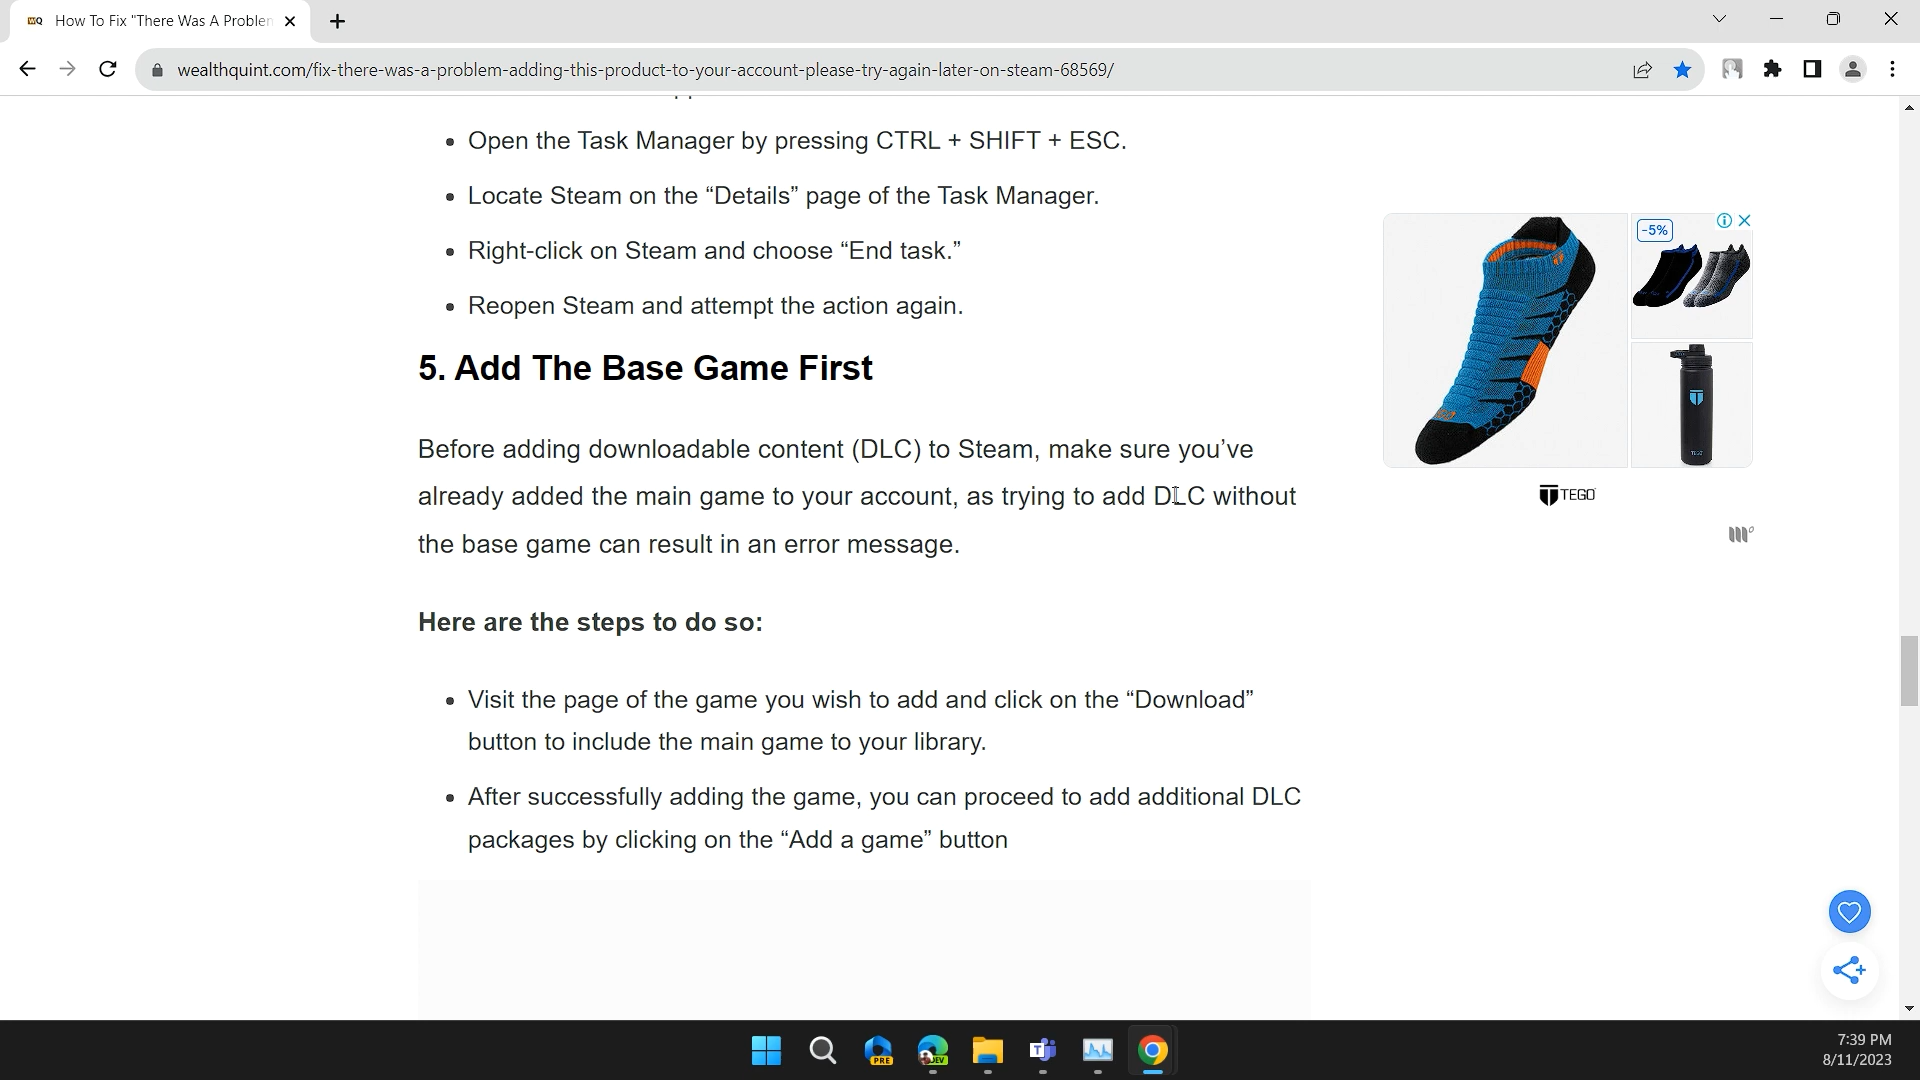 WQ How To Fix "There Was A Problem
wealthquint.com/fix-there-was-a-problem-adding-this-product-to-your-account-please-try-again-later-on-steam-68569/
• Open the Task Manager by pressing CTRL + SHIFT + ESC.
• Locate Steam on the “Details” page of the Task Manager.
• Right-click on Steam and choose “End task.”
• Reopen Steam and attempt the action again.
-5%
TEGO
TEGO
5. Add The Base Game First
Before adding downloadable content (DLC) to Steam, make sure you’ve
already added the main game to your account, as trying to add DLC without
the base game can result in an error message.
Here are the steps to do so:
• Visit the page of the game you wish to add and click on the “Download”
button to include the main game to your library.
• After successfully adding the game, you can proceed to add additional DLC
packages by clicking on the “Add a game” button
PRE
DEV
7:39 PM
8/11/2023